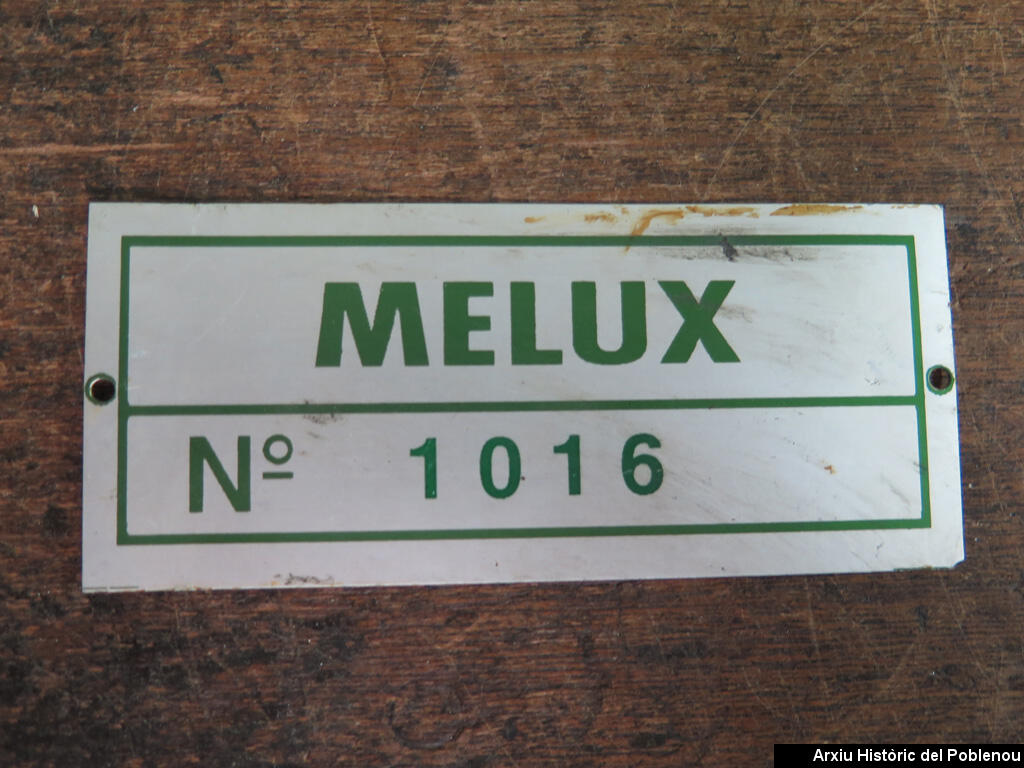 MELUX
Nº 1016
Arxiu Històric del Poblenou